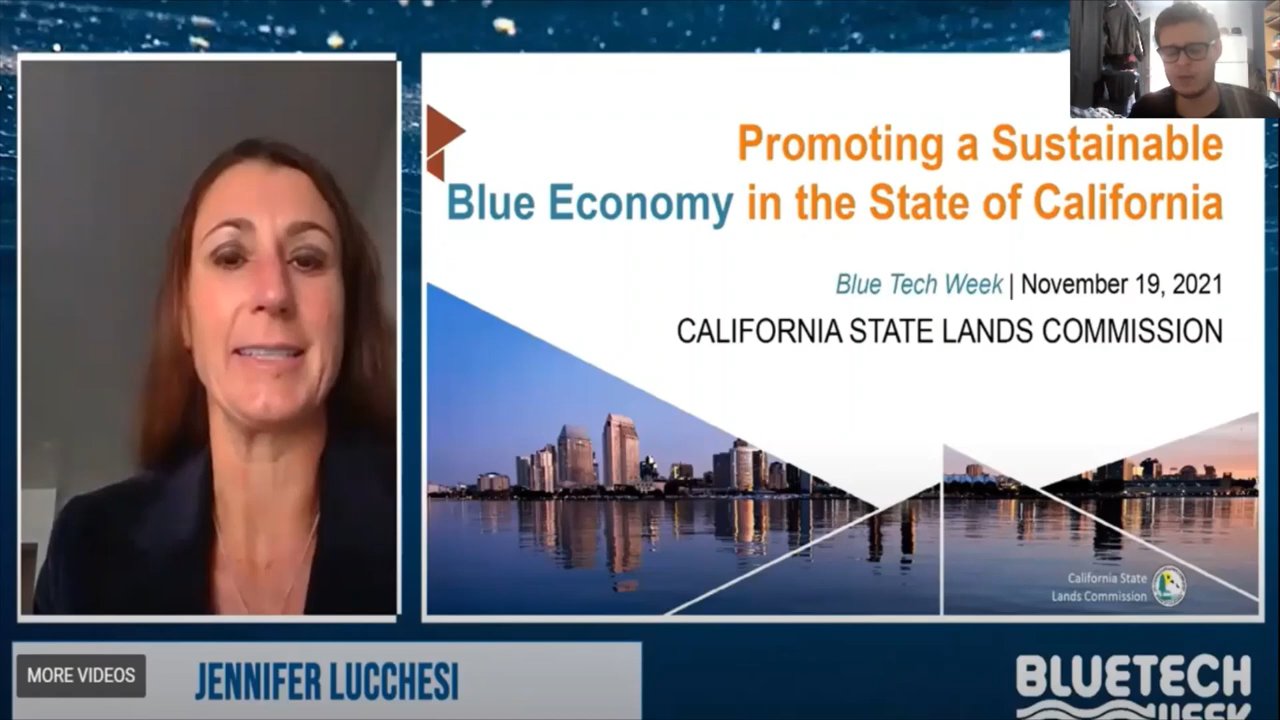 Promoting a Sustainable
Blue Economy in the State of California
Blue Tech Week | November 19, 2021
CALIFORNIA STATE LANDS COMMISSION
California State
Lands Commission
MORE VIDEOS
JENNIFER LUCCHESI
BLUETECH
WEEK